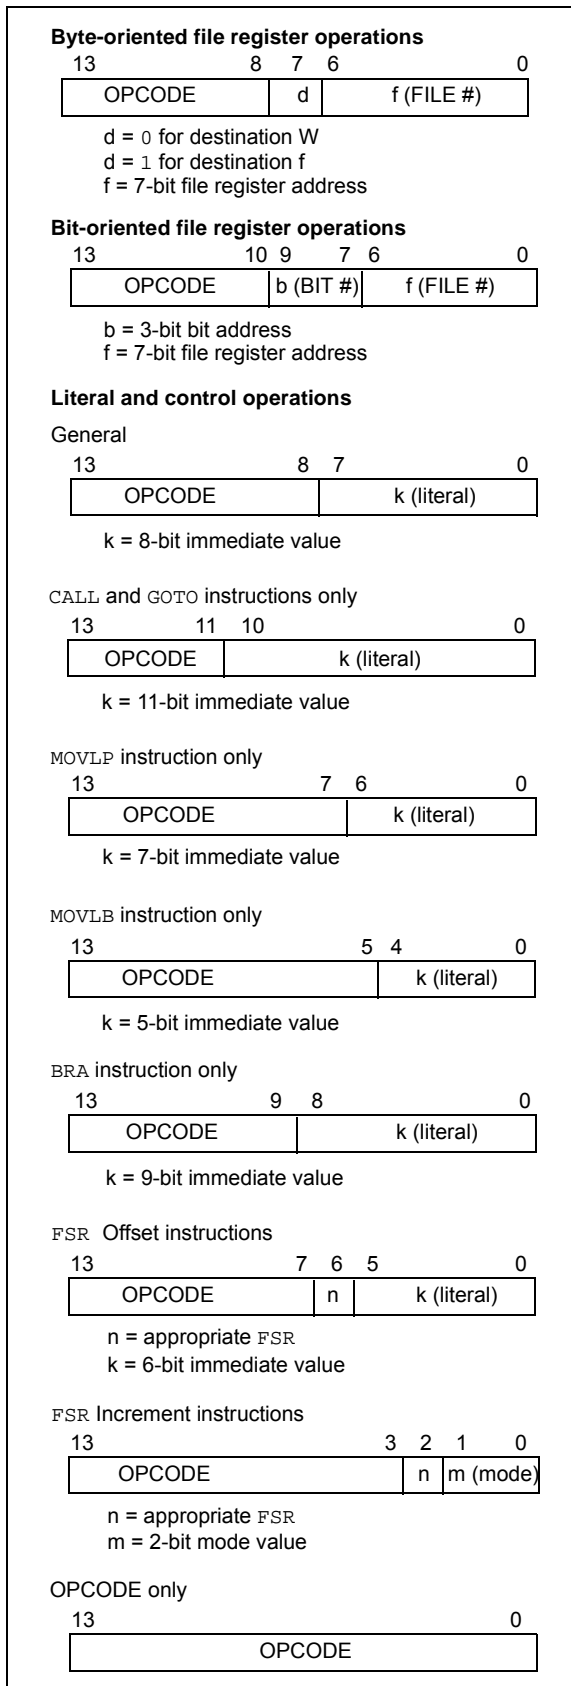 Byte-oriented file register operations
13 8 7 6 0
OPCODE d f (FILE #)
d = 0 for destination W
d = 1 for destination f
f = 7-bit file register address
Bit-oriented file register operations
13 10 9 7 6 0
OPCODE b (BIT #) f (FILE #)
b = 3-bit bit address
f = 7-bit file register address
Literal and control operations
General
13 8 7 0
OPCODE k (literal)
k = 8-bit immediate value
CALL and GOTO instructions only
13 11 10 0
OPCODE k (literal)
k = 11-bit immediate value
MOVLP instruction only
13 7 6 0
OPCODE k (literal)
k = 7-bit immediate value
MOVLB instruction only
13 5 4 0
OPCODE k (literal)
k = 5-bit immediate value
BRA instruction only
13 9 8 0
OPCODE k (literal)
k = 9-bit immediate value
FSR Offset instructions
13 7 6 5 0
OPCODE n k (literal)
n = appropriate FSR
k = 6-bit immediate value
FSR Increment instructions
13 3 2 1 0
OPCODE n m (mode)
n = appropriate FSR
m = 2-bit mode value
OPCODE only
13 0
OPCODE